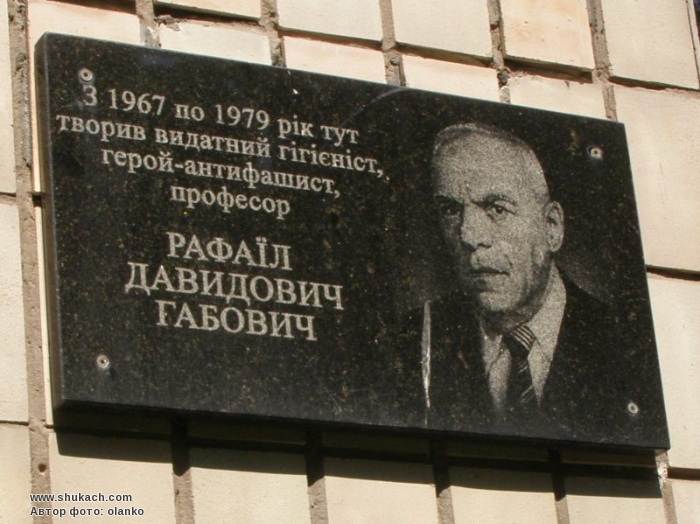 З 1967 по 1979 рік тут
творив видатний гігієніст,
герой-антифашист,
професор
РАФАЇЛ
ДАВИДОВИЧ
ГАБОВИЧ
www.shukach.com
Автор фото: olanko